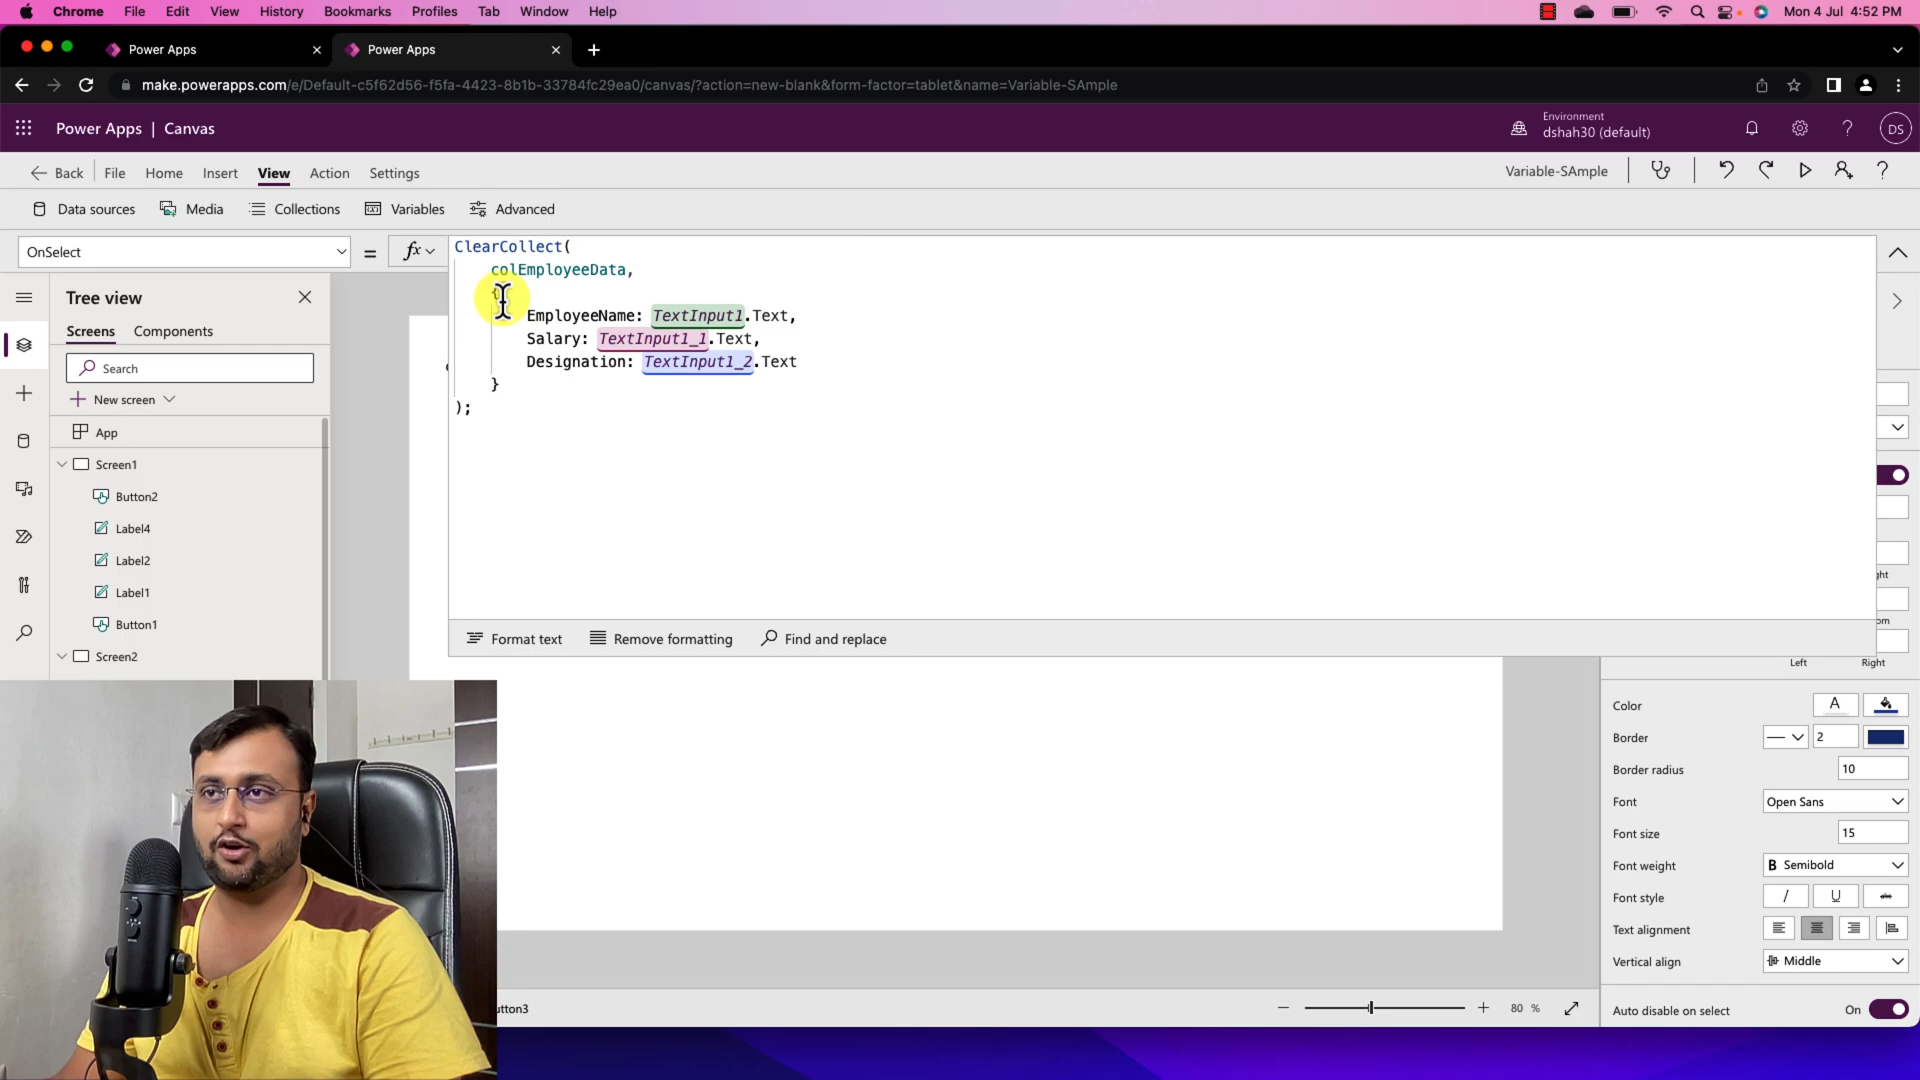 Chrome File Edit View History Bookmarks Profiles Tab Window Help Mon 4 Jul 4:52 PM
Power Apps Power Apps
make.powerapps.com/e/Default-c5f62d56-f5fa-4423-8b1b-33784fc29ea0/canvas/?action=new-blank&form-factor=tablet&name=Variable-SAmple
Power Apps | Canvas
Environment
dshah30 (default)
DS
Back File Home Insert View Action Settings Variable-SAmple
Data sources Media Collections Variables Advanced
OnSelect = fx
ClearCollect(
colEmployeeData,
{
EmployeeName: TextInput1.Text,
Salary: TextInput1_1.Text,
Designation: TextInput1_2.Text
}
);
Format text Remove formatting Find and replace
Tree view
Screens Components
Search
New screen
App
Screen1
Button2
Label4
Label2
Label1
Button1
Screen2
ght
om
Left Right
Color A
Border 2
Border radius 10
Font Open Sans
Font size 15
Font weight B Semibold
Font style / U abc
Text alignment
Vertical align Middle
Auto disable on select On
utton3 80 %